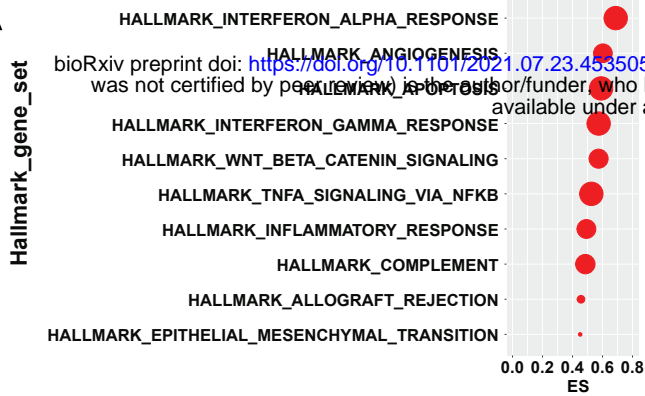 HALLMARK_INTERFERON_ALPHA_RESPONSE
HALLMARK_ANGIOGENESIS
bioRxiv preprint doi: https://doi.org/10.1101/2021.07.23.453505
HALLMARK_APOPTOSIS
was not certified by peer review) is the author/funder, who
available under a
HALLMARK_INTERFERON_GAMMA_RESPONSE
HALLMARK_WNT_BETA_CATENIN_SIGNALING
HALLMARK_TNFA_SIGNALING_VIA_NFKB
HALLMARK_INFLAMMATORY_RESPONSE
HALLMARK_COMPLEMENT
HALLMARK_ALLOGRAFT_REJECTION
HALLMARK_EPITHELIAL_MESENCHYMAL_TRANSITION
Hallmark_gene_set
0.0 0.2 0.4 0.6 0.8
ES